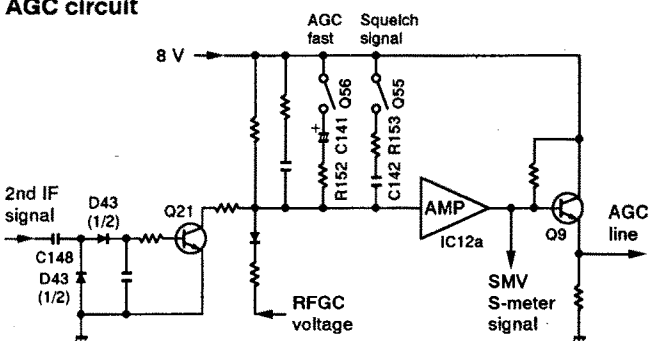 AGC circuit
AGC
fast
Squelch
signal
8 V
Q56
Q55
+
C141
R153
R152
C142
2nd IF
signal
D43
(1/2)
Q21
C148
D43
(1/2)
AMP
IC12a
Q9
AGC
line
RFGC
voltage
SMV
S-meter
signal